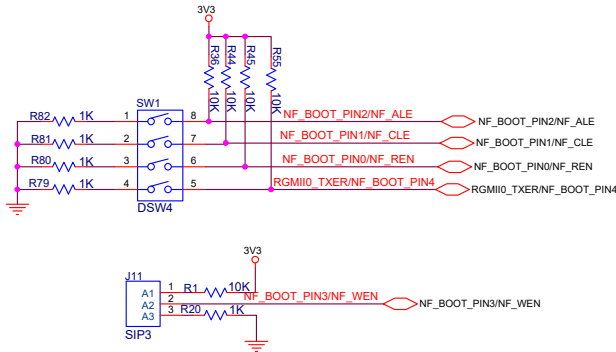 3V3
R36
10K
R44
10K
R45
10K
R55
10K
SW1
R82 1K 1 8 NF_BOOT_PIN2/NF_ALE NF_BOOT_PIN2/NF_ALE
R81 1K 2 7 NF_BOOT_PIN1/NF_CLE NF_BOOT_PIN1/NF_CLE
R80 1K 3 6 NF_BOOT_PIN0/NF_REN NF_BOOT_PIN0/NF_REN
R79 1K 4 5 RGMII0_TXER/NF_BOOT_PIN4 RGMII0_TXER/NF_BOOT_PIN4
DSW4
3V3
J11
A1 1 R1 10K
A2 2 NF_BOOT_PIN3/NF_WEN NF_BOOT_PIN3/NF_WEN
A3 3 R20 1K
SIP3